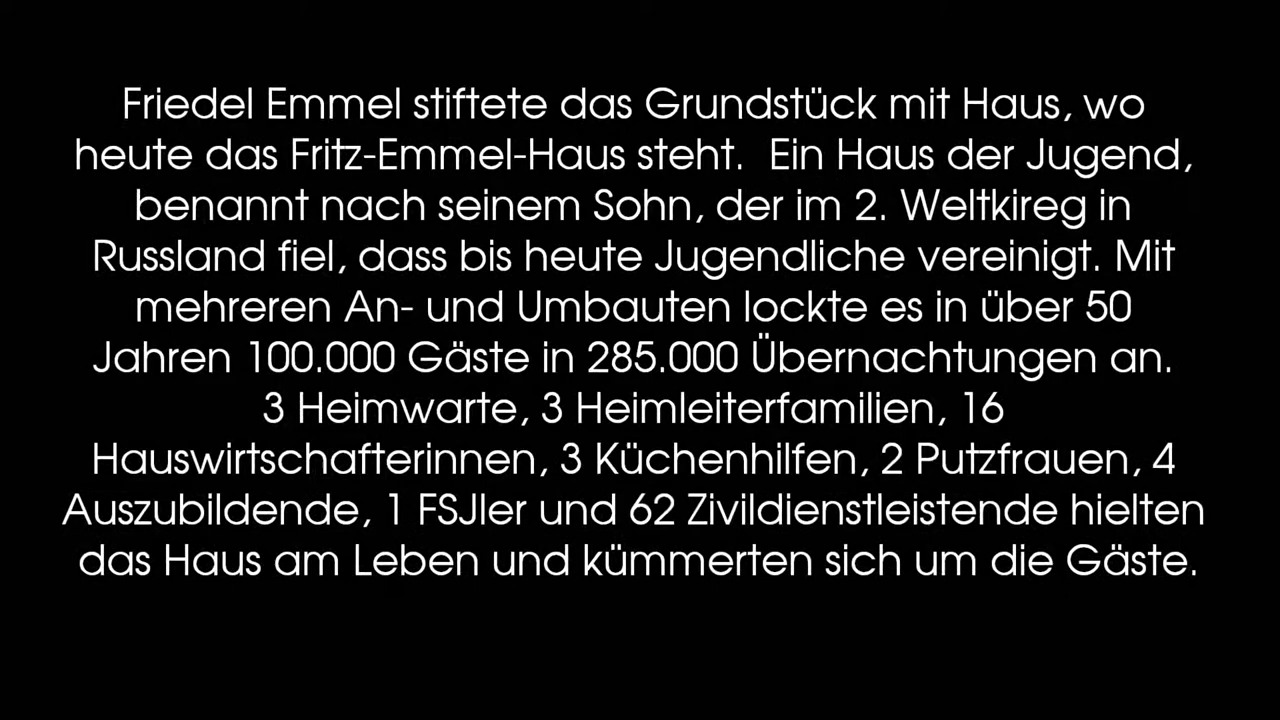 Friedel Emmel stiftete das Grundstück mit Haus, wo
heute das Fritz-Emmel-Haus steht.  Ein Haus der Jugend,
benannt nach seinem Sohn, der im 2. Weltkireg in
Russland fiel, dass bis heute Jugendliche vereinigt. Mit
mehreren An- und Umbauten lockte es in über 50
Jahren 100.000 Gäste in 285.000 Übernachtungen an.
3 Heimwarte, 3 Heimleiterfamilien, 16
Hauswirtschafterinnen, 3 Küchenhilfen, 2 Putzfrauen, 4
Auszubildende, 1 FSJler und 62 Zivildienstleistende hielten
das Haus am Leben und kümmerten sich um die Gäste.